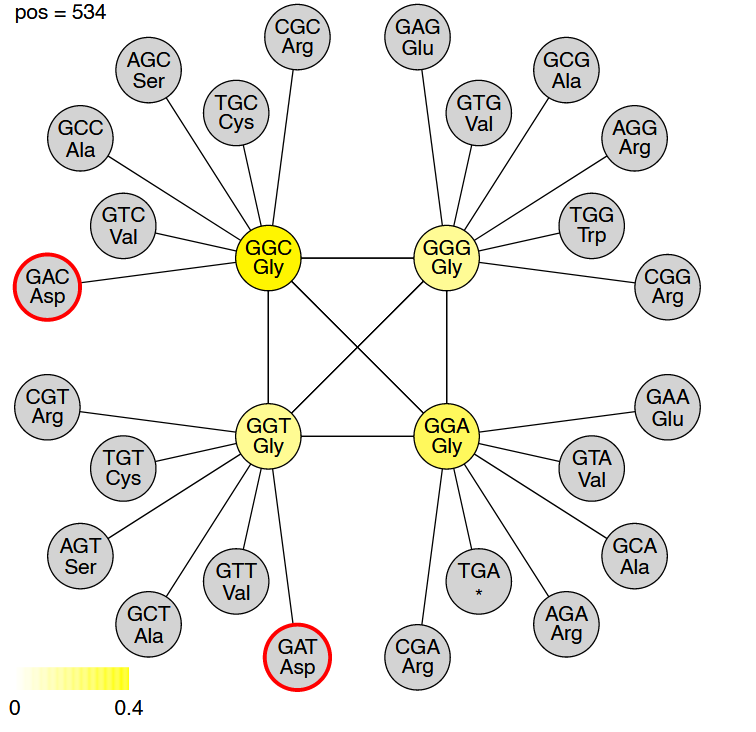 pos = 534
CGC
Arg
GAG
Glu
AGC
Ser
GCG
Ala
TGC
Cys
GTG
Val
GCC
Ala
AGG
Arg
GTC
Val
TGG
Trp
GGC
Gly
GGG
Gly
GAC
Asp
CGG
Arg
CGT
Arg
GAA
Glu
GGT
Gly
GGA
Gly
TGT
Cys
GTA
Val
AGT
Ser
GCA
Ala
GTT
Val
TGA
*
GCT
Ala
AGA
Arg
GAT
Asp
CGA
Arg
0 0.4